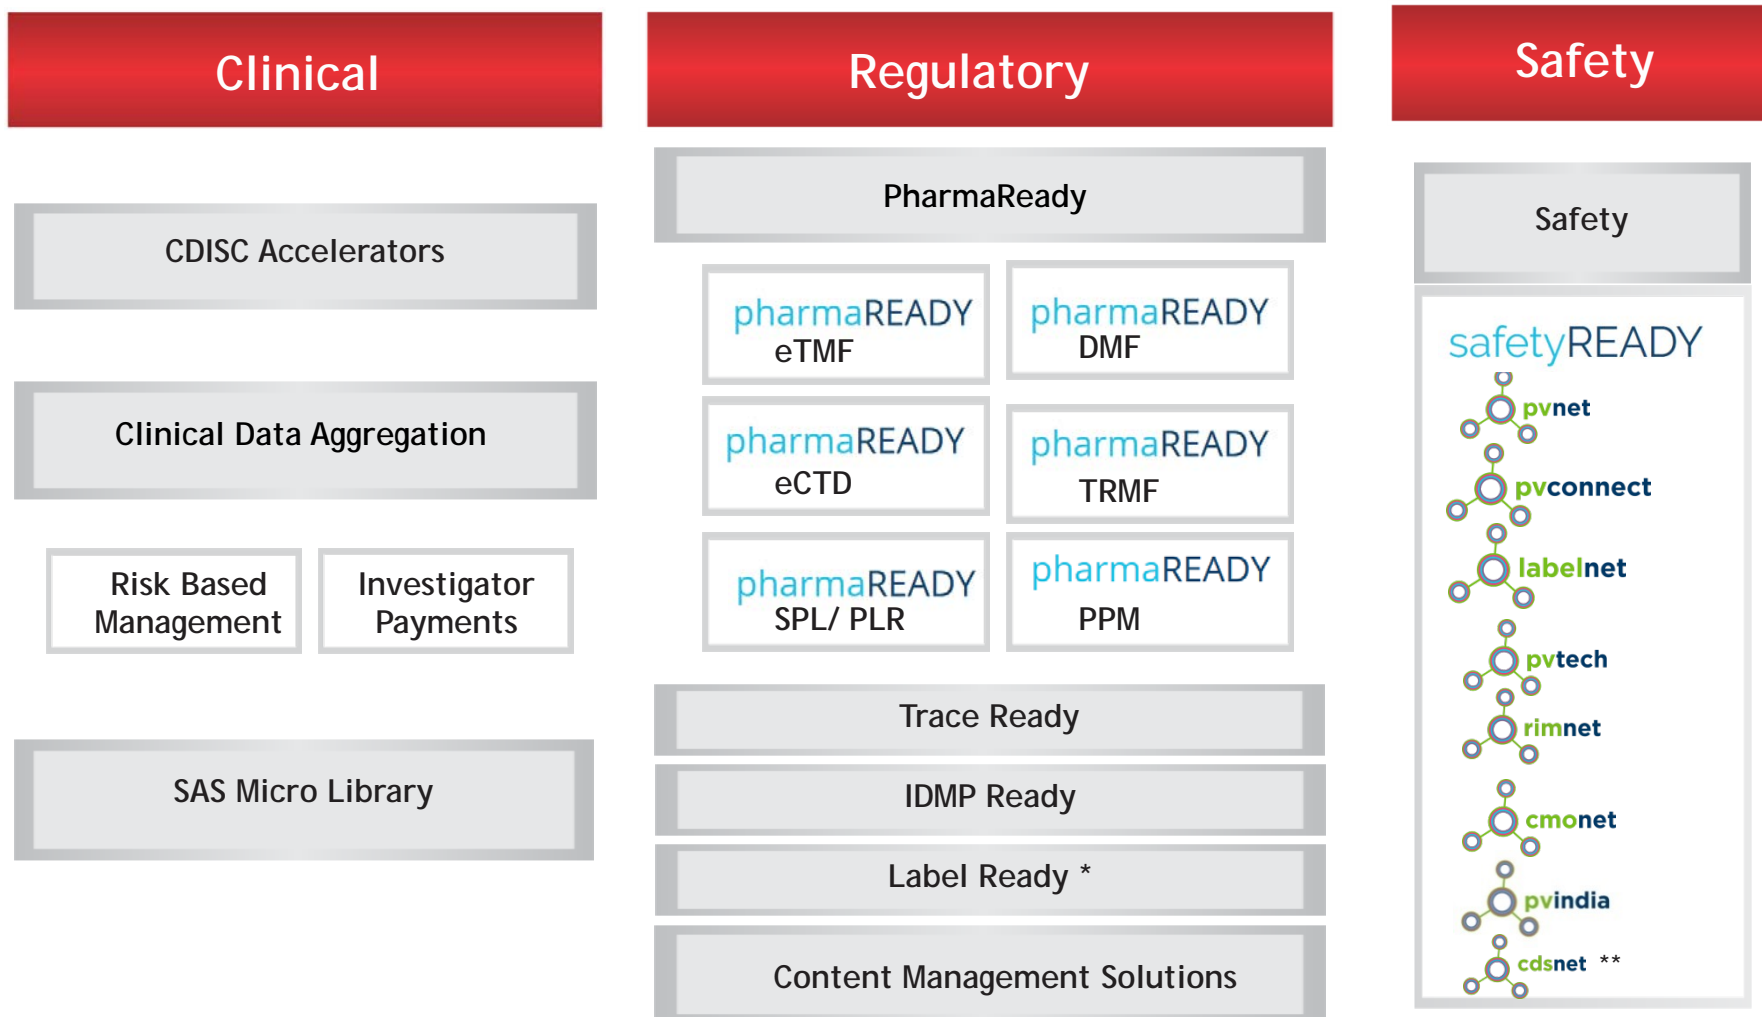 Clinical
CDISC Accelerators
Clinical Data Aggregation
Risk Based
Management
Investigator
Payments
SAS Micro Library
Regulatory
PharmaReady
pharmaREADY
eTMF
pharmaREADY
DMF
pharmaREADY
eCTD
pharmaREADY
TRMF
pharmaREADY
SPL/ PLR
pharmaREADY
PPM
Trace Ready
IDMP Ready
Label Ready *
Content Management Solutions
Safety
Safety
safetyREADY
pvnet
pvconnect
labelnet
pvtech
rimnet
cmonet
pvindia
cdsnet **